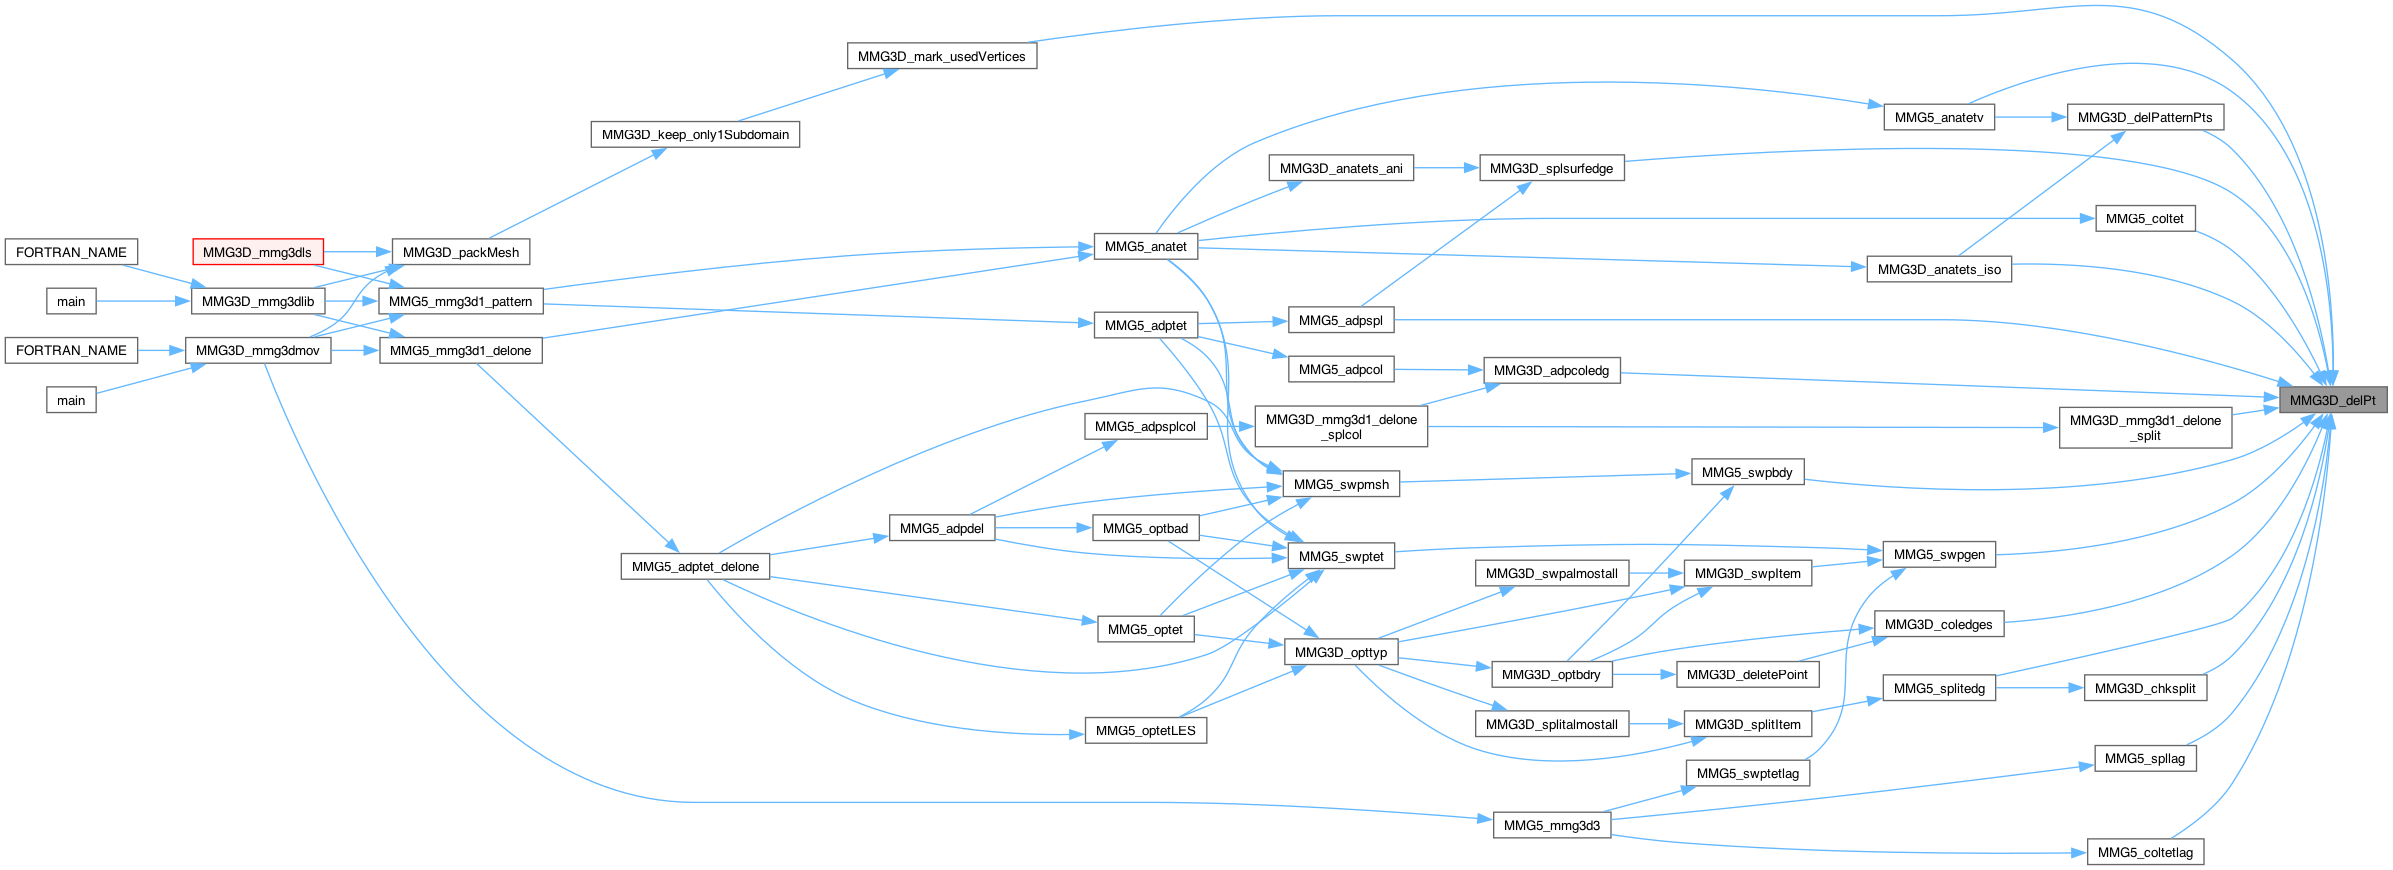 MMG3D_mark_usedVertices
MMG5_anatetv
MMG3D_delPatternPts
MMG3D_keep_only1Subdomain
MMG3D_anatets_ani
MMG3D_splsurfedge
MMG5_coltet
FORTRAN_NAME
MMG3D_mmg3dls
MMG3D_packMesh
MMG5_anatet
MMG3D_anatets_iso
main
MMG3D_mmg3dlib
MMG5_mmg3d1_pattern
MMG5_adptet
MMG5_adpspl
FORTRAN_NAME
MMG3D_mmg3dmov
MMG5_mmg3d1_delone
MMG5_adpcol
MMG3D_adpcoledg
main
MMG3D_delPt
MMG5_adpsplcol
MMG3D_mmg3d1_delone
_splcol
MMG3D_mmg3d1_delone
_split
MMG5_swpmsh
MMG5_swpbdy
MMG5_adpdel
MMG5_optbad
MMG5_swptet
MMG5_swpgen
MMG5_adptet_delone
MMG3D_swpalmostall
MMG3D_swpItem
MMG5_optet
MMG3D_opttyp
MMG3D_coledges
MMG3D_optbdry
MMG3D_deletePoint
MMG5_splitedg
MMG3D_chksplit
MMG5_optetLES
MMG3D_splitalmostall
MMG3D_splitItem
MMG5_swptetlag
MMG5_spllag
MMG5_mmg3d3
MMG5_coltetlag